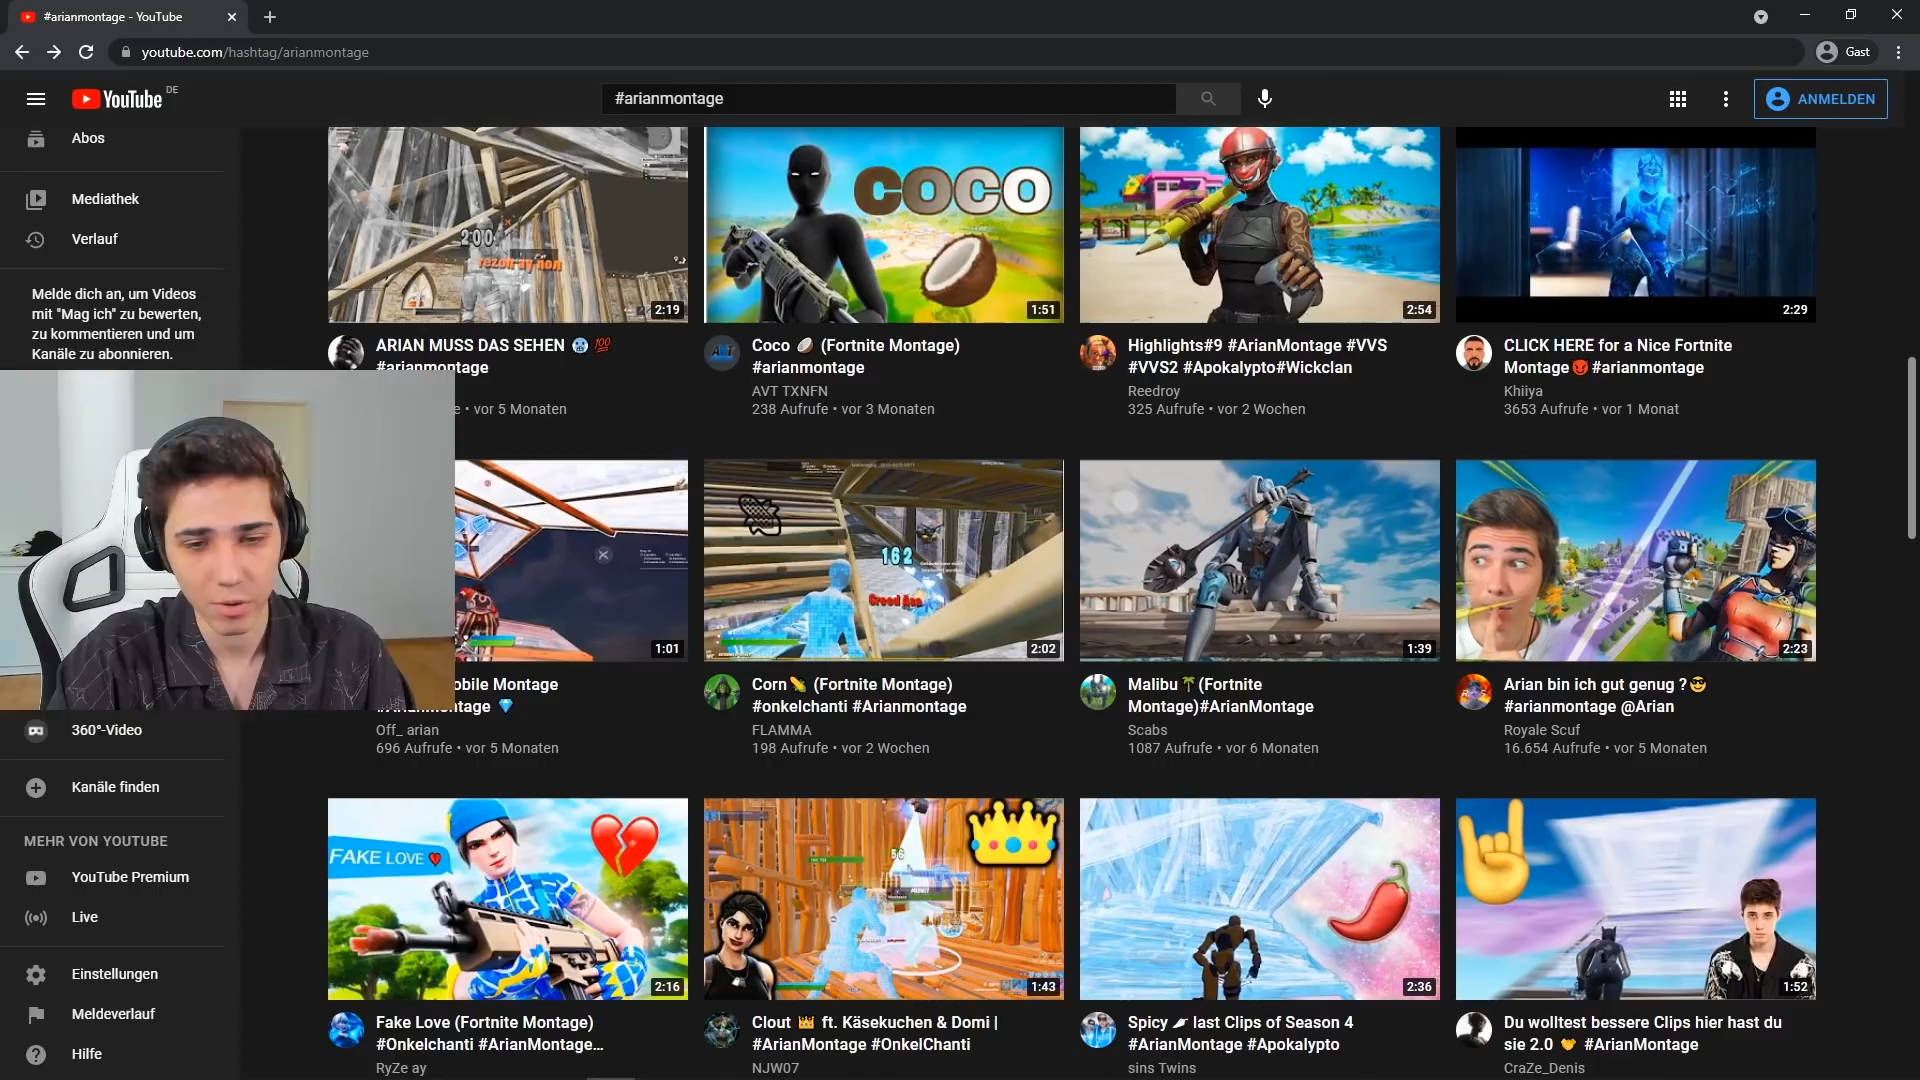 #arianmontage - YouTube
youtube.com/hashtag/arianmontage
Gast
YouTube DE
#arianmontage
ANMELDEN
Abos
Mediathek
Verlauf
Melde dich an, um Videos
mit "Mag ich" zu bewerten,
zu kommentieren und um
Kanäle zu abonnieren.
200
2:19
ARIAN MUSS DAS SEHEN 🥶 💯
#arianmontage
vor 5 Monaten
COCO
1:51
Coco 🥥 (Fortnite Montage)
#arianmontage
AVT TXNFN
238 Aufrufe • vor 3 Monaten
2:54
Highlights#9 #ArianMontage #VVS
#VVS2 #Apokalypto#Wickclan
Reedroy
325 Aufrufe • vor 2 Wochen
2:29
CLICK HERE for a Nice Fortnite
Montage😈#arianmontage
Khiiya
3653 Aufrufe • vor 1 Monat
1:01
Montage
Off_ arian
696 Aufrufe • vor 5 Monaten
162
2:02
Corn🌽 (Fortnite Montage)
#onkelchanti #Arianmontage
FLAMMA
198 Aufrufe • vor 2 Wochen
1:39
Malibu🌴(Fortnite
Montage)#ArianMontage
Scabs
1087 Aufrufe • vor 6 Monaten
2:23
Arian bin ich gut genug ?😎
#arianmontage @Arian
Royale Scuf
16.654 Aufrufe • vor 5 Monaten
360°-Video
Kanäle finden
MEHR VON YOUTUBE
YouTube Premium
Live
Einstellungen
Meldeverlauf
Hilfe
FAKE LOVE ❤
2:16
Fake Love (Fortnite Montage)
#Onkelchanti #ArianMontage...
RyZe ay
1:43
Clout 👑 ft. Käsekuchen & Domi |
#ArianMontage #OnkelChanti
NJW07
2:36
Spicy 🌶 last Clips of Season 4
#ArianMontage #Apokalypto
sins Twins
1:52
Du wolltest bessere Clips hier hast du
sie 2.0 🤝 #ArianMontage
CraZe_Denis